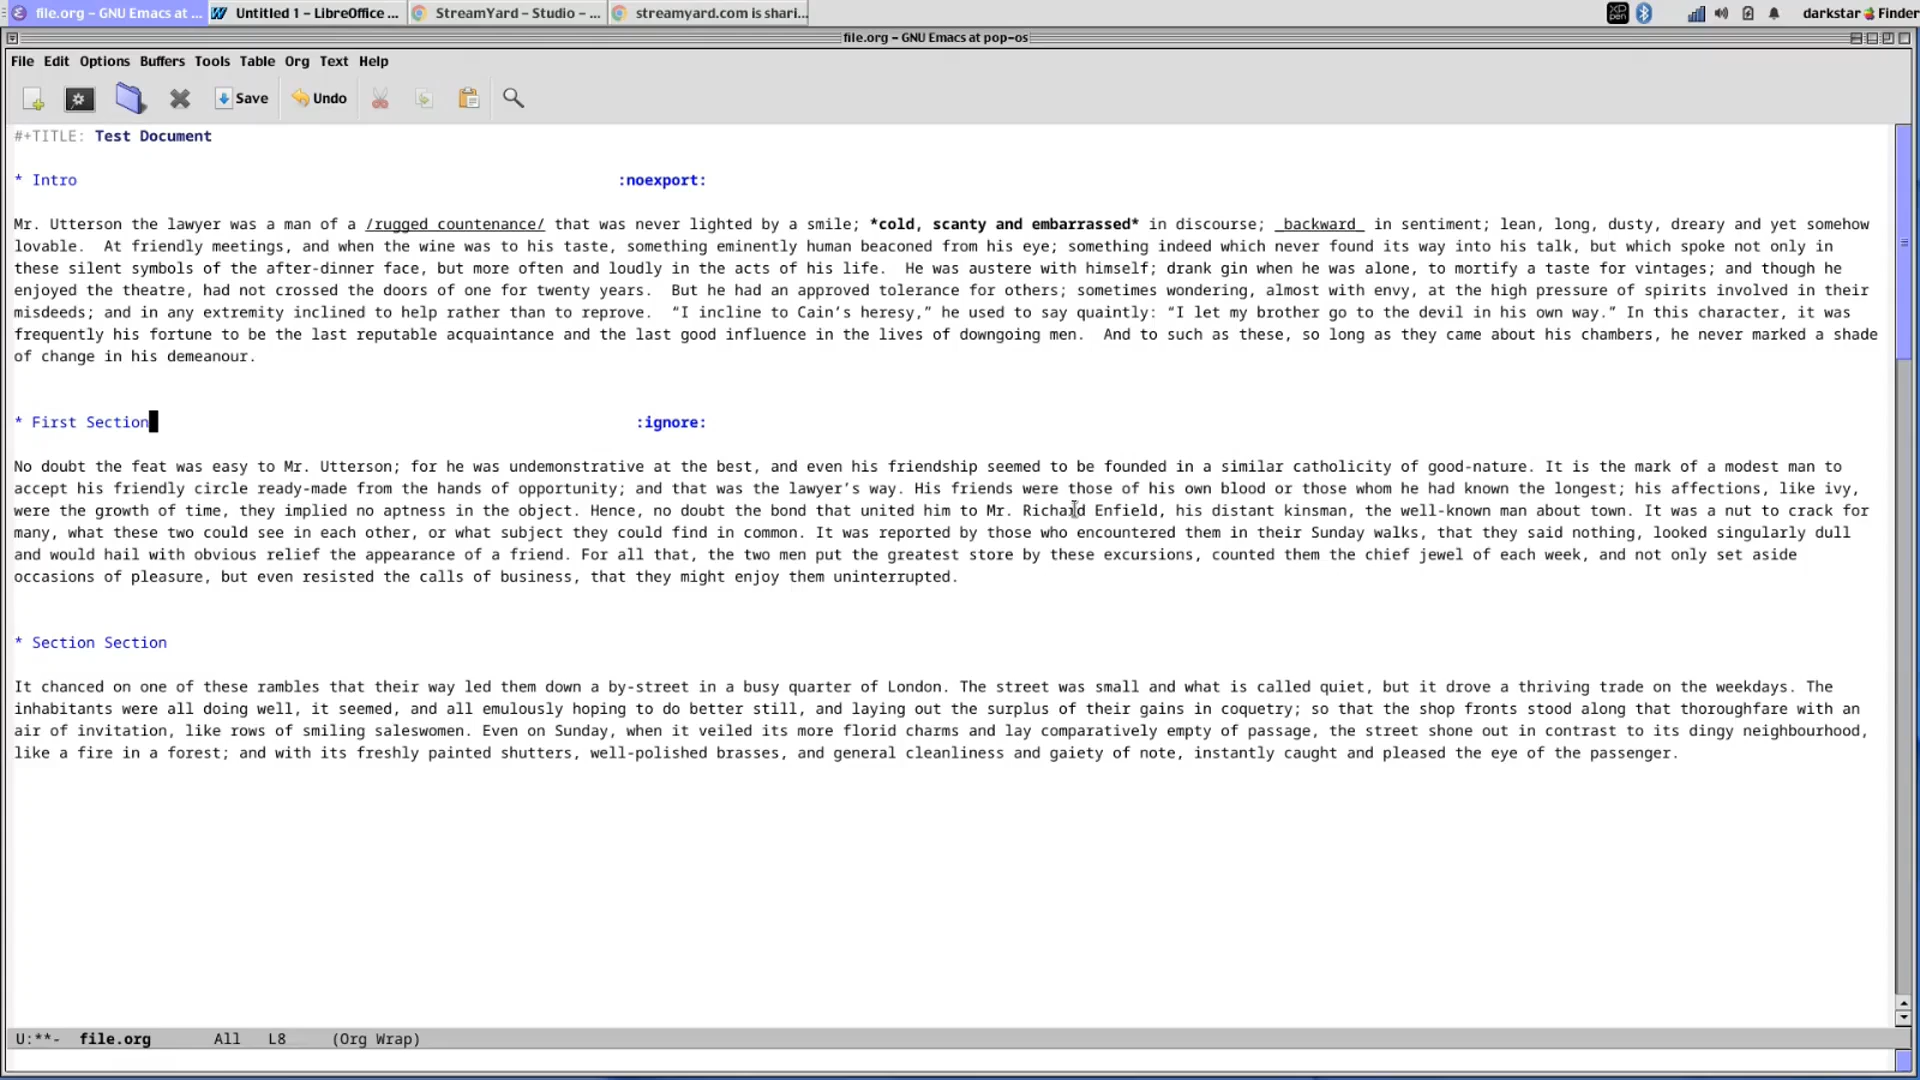 file.org – GNU Emacs at ... Untitled 1 – LibreOffice ... StreamYard – Studio – ... streamyard.com is shari... darkstar Finder
file.org – GNU Emacs at pop-os
File Edit Options Buffers Tools Table Org Text Help
Save Undo
#+TITLE: Test Document
* Intro :noexport:
Mr. Utterson the lawyer was a man of a /rugged countenance/ that was never lighted by a smile; *cold, scanty and embarrassed* in discourse; _backward_ in sentiment; lean, long, dusty, dreary and yet somehow
lovable.  At friendly meetings, and when the wine was to his taste, something eminently human beaconed from his eye; something indeed which never found its way into his talk, but which spoke not only in
these silent symbols of the after-dinner face, but more often and loudly in the acts of his life.  He was austere with himself; drank gin when he was alone, to mortify a taste for vintages; and though he
enjoyed the theatre, had not crossed the doors of one for twenty years.  But he had an approved tolerance for others; sometimes wondering, almost with envy, at the high pressure of spirits involved in their
misdeeds; and in any extremity inclined to help rather than to reprove.  “I incline to Cain’s heresy,” he used to say quaintly: “I let my brother go to the devil in his own way.” In this character, it was
frequently his fortune to be the last reputable acquaintance and the last good influence in the lives of downgoing men.  And to such as these, so long as they came about his chambers, he never marked a shade
of change in his demeanour.
* First Section :ignore:
No doubt the feat was easy to Mr. Utterson; for he was undemonstrative at the best, and even his friendship seemed to be founded in a similar catholicity of good-nature. It is the mark of a modest man to
accept his friendly circle ready-made from the hands of opportunity; and that was the lawyer’s way. His friends were those of his own blood or those whom he had known the longest; his affections, like ivy,
were the growth of time, they implied no aptness in the object. Hence, no doubt the bond that united him to Mr. Richard Enfield, his distant kinsman, the well-known man about town. It was a nut to crack for
many, what these two could see in each other, or what subject they could find in common. It was reported by those who encountered them in their Sunday walks, that they said nothing, looked singularly dull
and would hail with obvious relief the appearance of a friend. For all that, the two men put the greatest store by these excursions, counted them the chief jewel of each week, and not only set aside
occasions of pleasure, but even resisted the calls of business, that they might enjoy them uninterrupted.
* Section Section
It chanced on one of these rambles that their way led them down a by-street in a busy quarter of London. The street was small and what is called quiet, but it drove a thriving trade on the weekdays. The
inhabitants were all doing well, it seemed, and all emulously hoping to do better still, and laying out the surplus of their gains in coquetry; so that the shop fronts stood along that thoroughfare with an
air of invitation, like rows of smiling saleswomen. Even on Sunday, when it veiled its more florid charms and lay comparatively empty of passage, the street shone out in contrast to its dingy neighbourhood,
like a fire in a forest; and with its freshly painted shutters, well-polished brasses, and general cleanliness and gaiety of note, instantly caught and pleased the eye of the passenger.
U:**- file.org All L8 (Org Wrap)